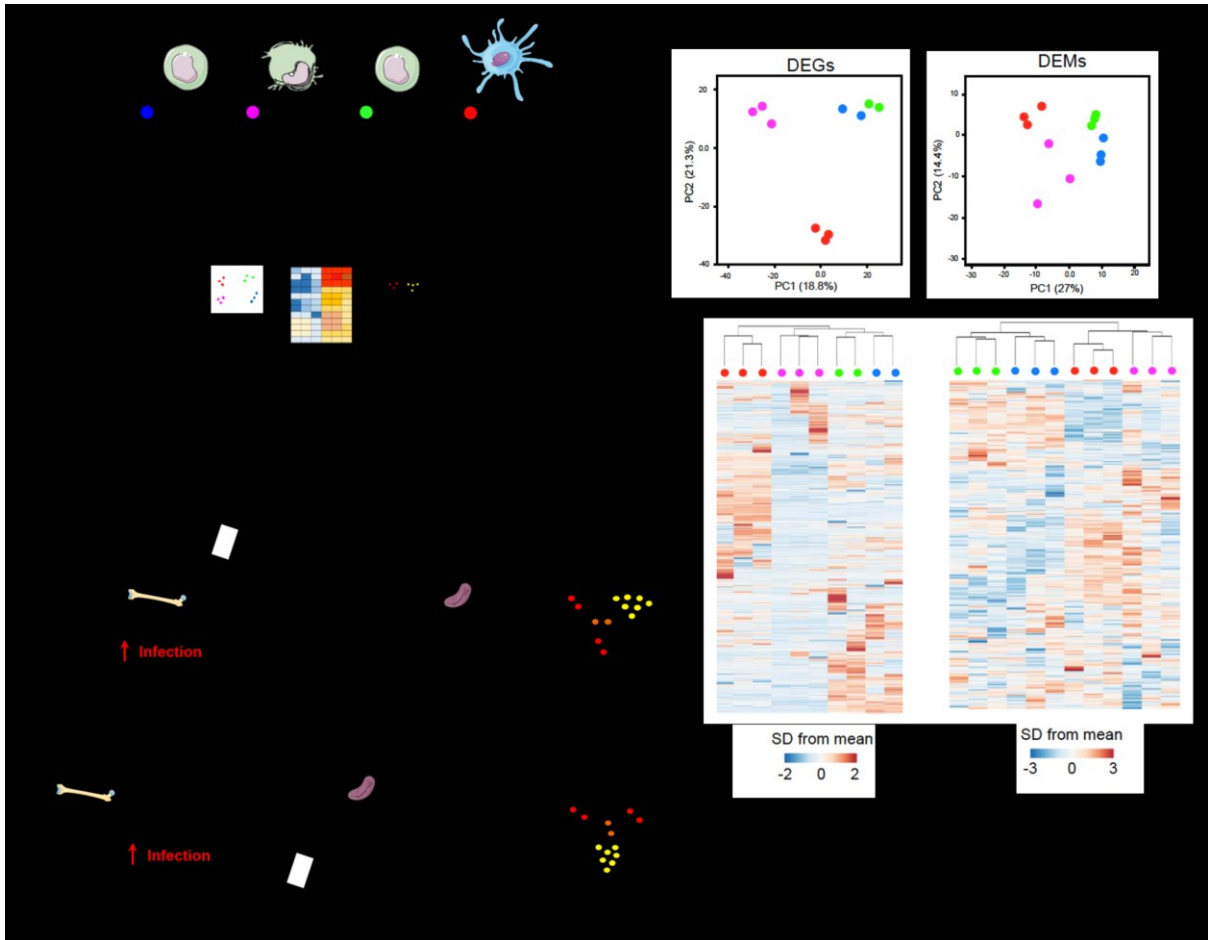 DEGs
20
0.0
-20
-40
PC2 (21.3%)
-40
-20
0.0
20
PC1 (18.8%)
DEMs
10
0
-10
-20
-30
PC2 (14.4%)
-20
-10
0.0
10
20
PC1 (27%)
Infection
Infection
SD from mean
-2 0 2
SD from mean
-3 0 3